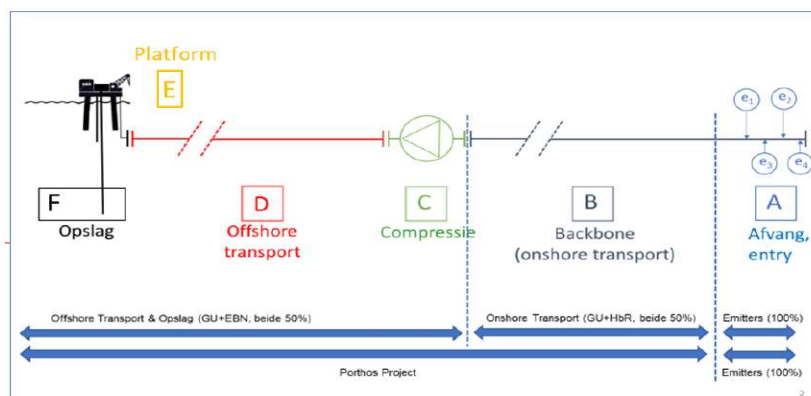 Platform
E
e1
e2
e3
e4
F
D
C
B
A
Opslag
Offshore
transport
Compressie
Backbone
(onshore transport)
Afvang,
entry
Offshore Transport & Opslag (GU+EBN, beide 50%)
Onshore Transport (GU+HbR, beide 50%)
Emitters (100%)
Porthos Project
Emitters (100%)